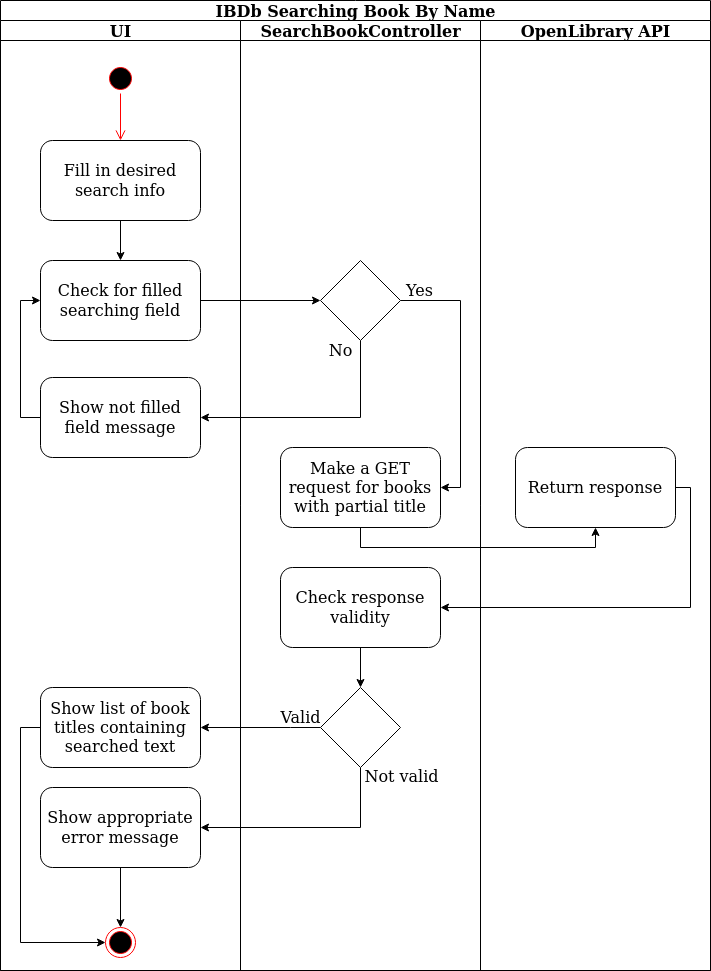 IBDb Searching Book By Name
UI
SearchBookController
OpenLibrary API
Fill in desired
search info
Check for filled
searching field
Yes
No
Show not filled
field message
Make a GET
request for books
with partial title
Return response
Check response
validity
Show list of book
titles containing
searched text
Valid
Not valid
Show appropriate
error message